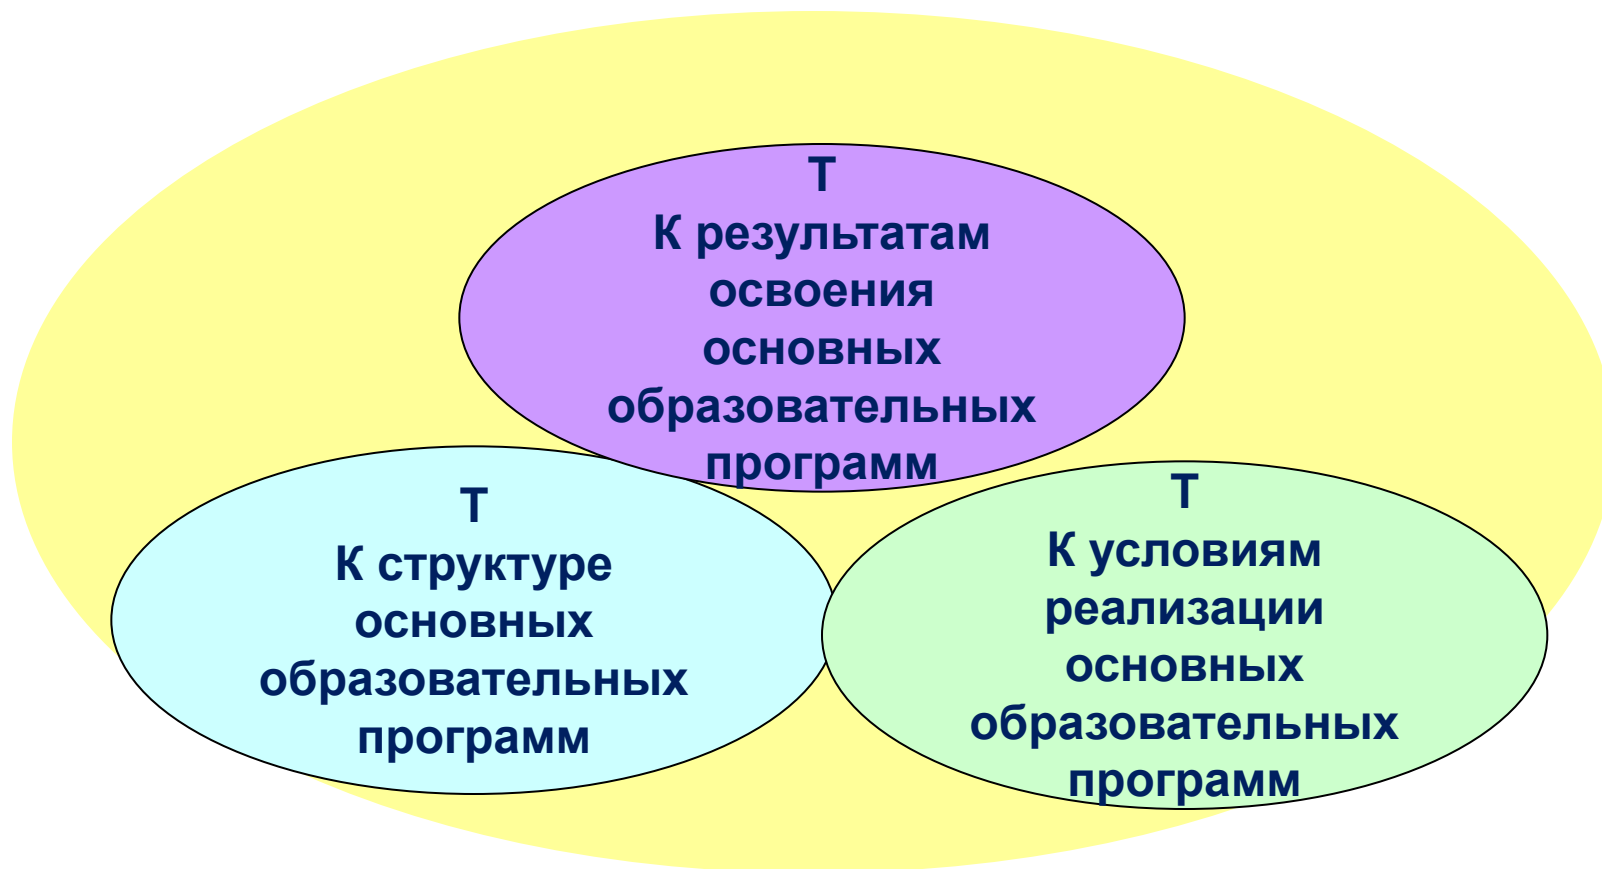 Т
К результатам
освоения
основных
образовательных
программ
Т
К структуре
основных
образовательных
программ
Т
К условиям
реализации
основных
образовательных
программ